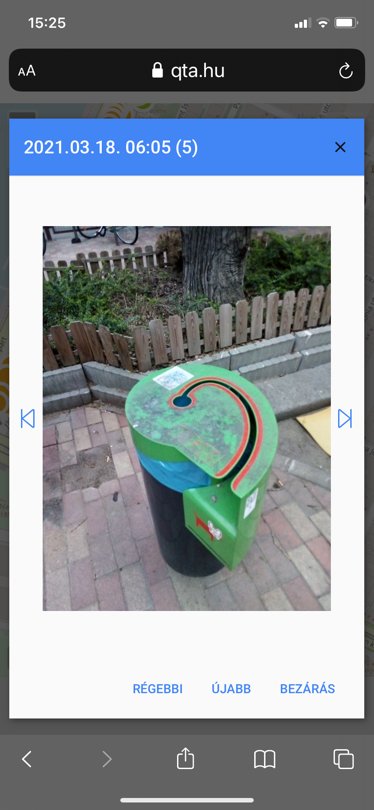 15:25
AA
qta.hu
2021.03.18. 06:05 (5)
RÉGEBBI ÚJABB BEZÁRÁS